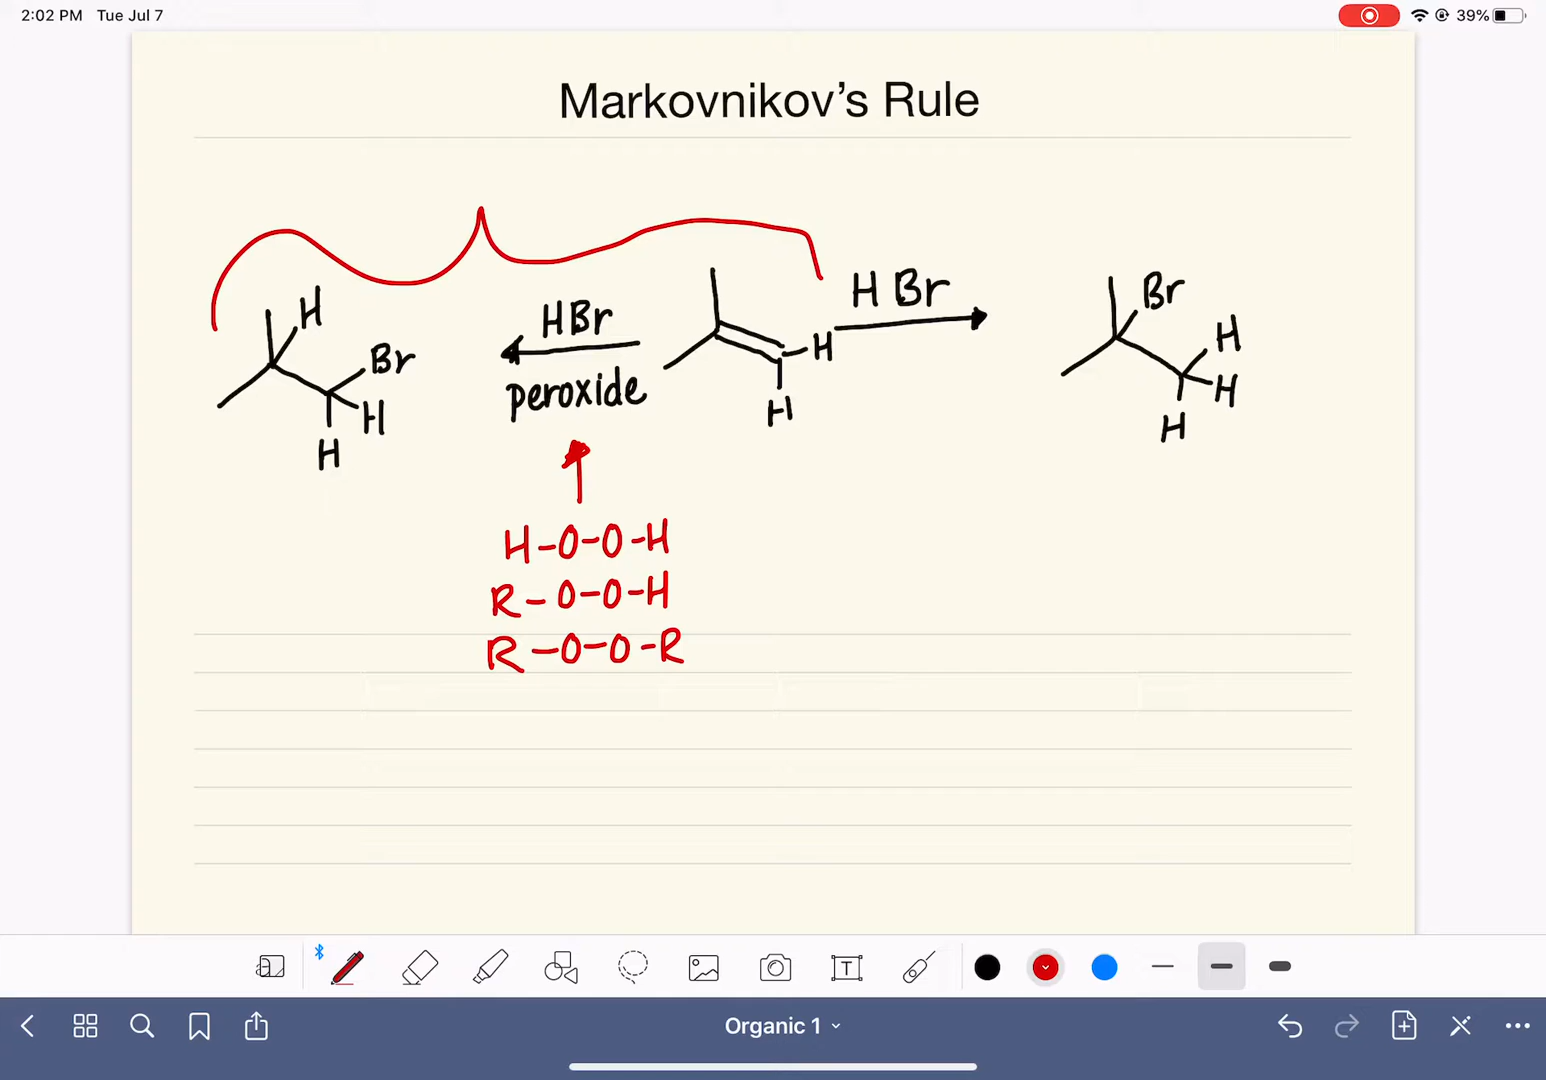 2:02 PM Tue Jul 7
39%
Markovnikov's Rule
H
Br
H
H
HBr
peroxide
H
H
H Br
Br
H
H
H
H-O-O-H
R-O-O-H
R-O-O-R
T
Organic 1